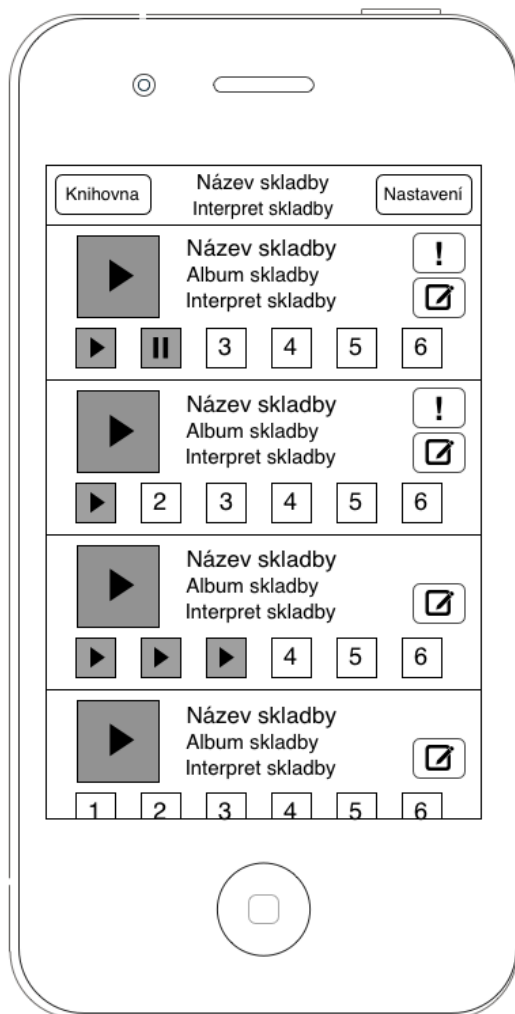 Knihovna
Název skladby
Interpret skladby
Nastavení
Název skladby
Album skladby
Interpret skladby
!
3 4 5 6
Název skladby
Album skladby
Interpret skladby
!
2 3 4 5 6
Název skladby
Album skladby
Interpret skladby
4 5 6
Název skladby
Album skladby
Interpret skladby
1 2 3 4 5 6